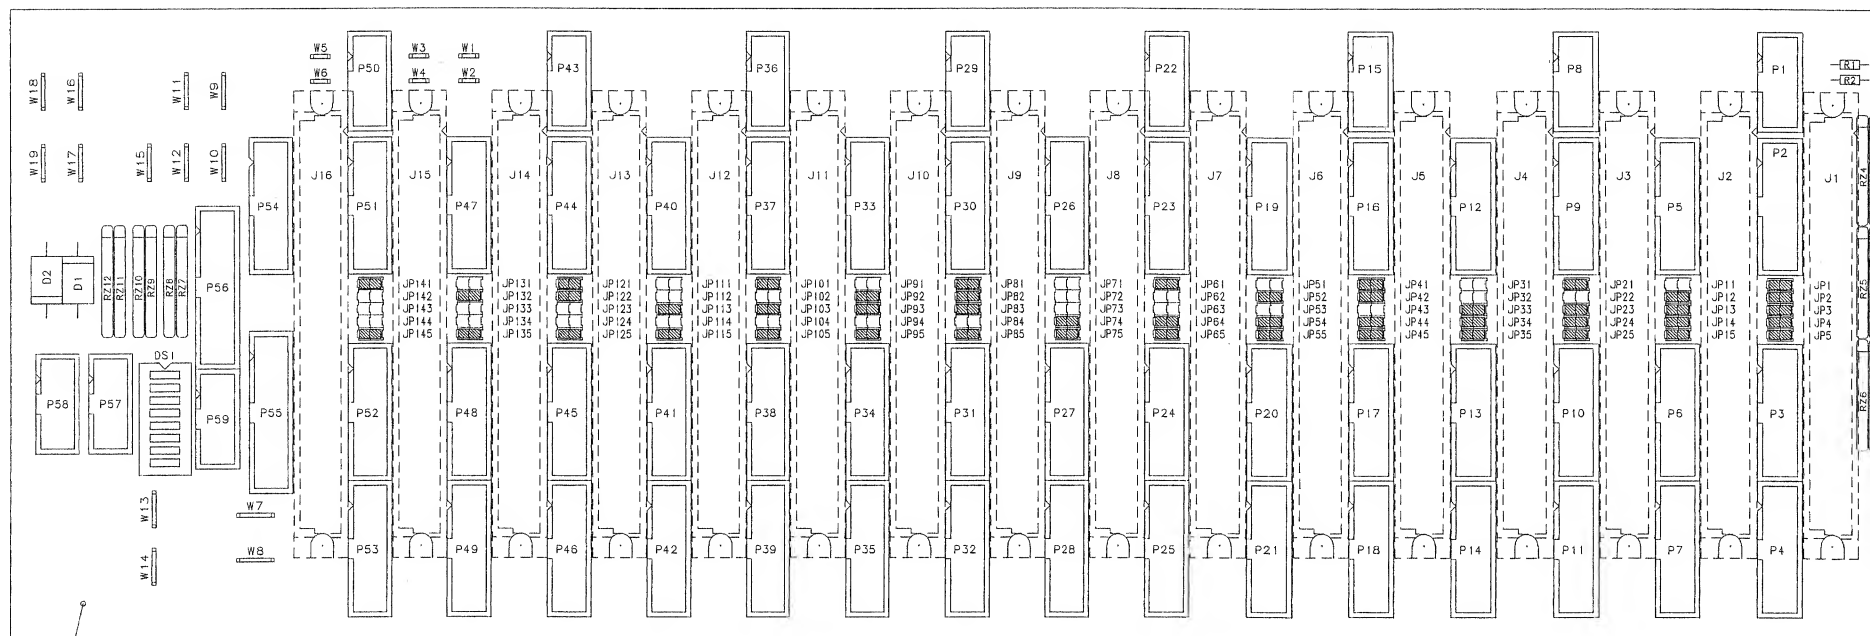 W5 W3 W1
W6 W4 W2
P50 P43 P36 P29 P22 P15 P8 P1
R1
R2
W18 W16 W11 W9
W19 W17 W15 W12 W10
P2
J16 J15 J14 J13 J12 J11 J10 J9 J8 J7 J6 J5 J4 J3 J2 J1
RZ4
P54 P51 P47 P44 P40 P37 P33 P30 P26 P23 P19 P16 P12 P9 P5
D2 D1
RZ12 RZ11 RZ10 RZ9 RZ8 RZ7
P56
RZ5
JP141 JP131 JP121 JP111 JP101 JP91 JP81 JP71 JP61 JP51 JP41 JP31 JP21 JP11 JP1
JP142 JP132 JP122 JP112 JP102 JP92 JP82 JP72 JP62 JP52 JP42 JP32 JP22 JP12 JP2
JP143 JP133 JP123 JP113 JP103 JP93 JP83 JP73 JP63 JP53 JP43 JP33 JP23 JP13 JP3
JP144 JP134 JP124 JP114 JP104 JP94 JP84 JP74 JP64 JP54 JP44 JP34 JP24 JP14 JP4
JP145 JP135 JP125 JP115 JP105 JP95 JP85 JP75 JP65 JP55 JP45 JP35 JP25 JP15 JP5
DS1
P58 P57 P59 P55 P52 P48 P45 P41 P38 P34 P31 P27 P24 P20 P17 P13 P10 P6 P3
RZ6
W13 W7
W14 W8
P53 P49 P46 P42 P39 P35 P32 P28 P25 P21 P18 P14 P11 P7 P4